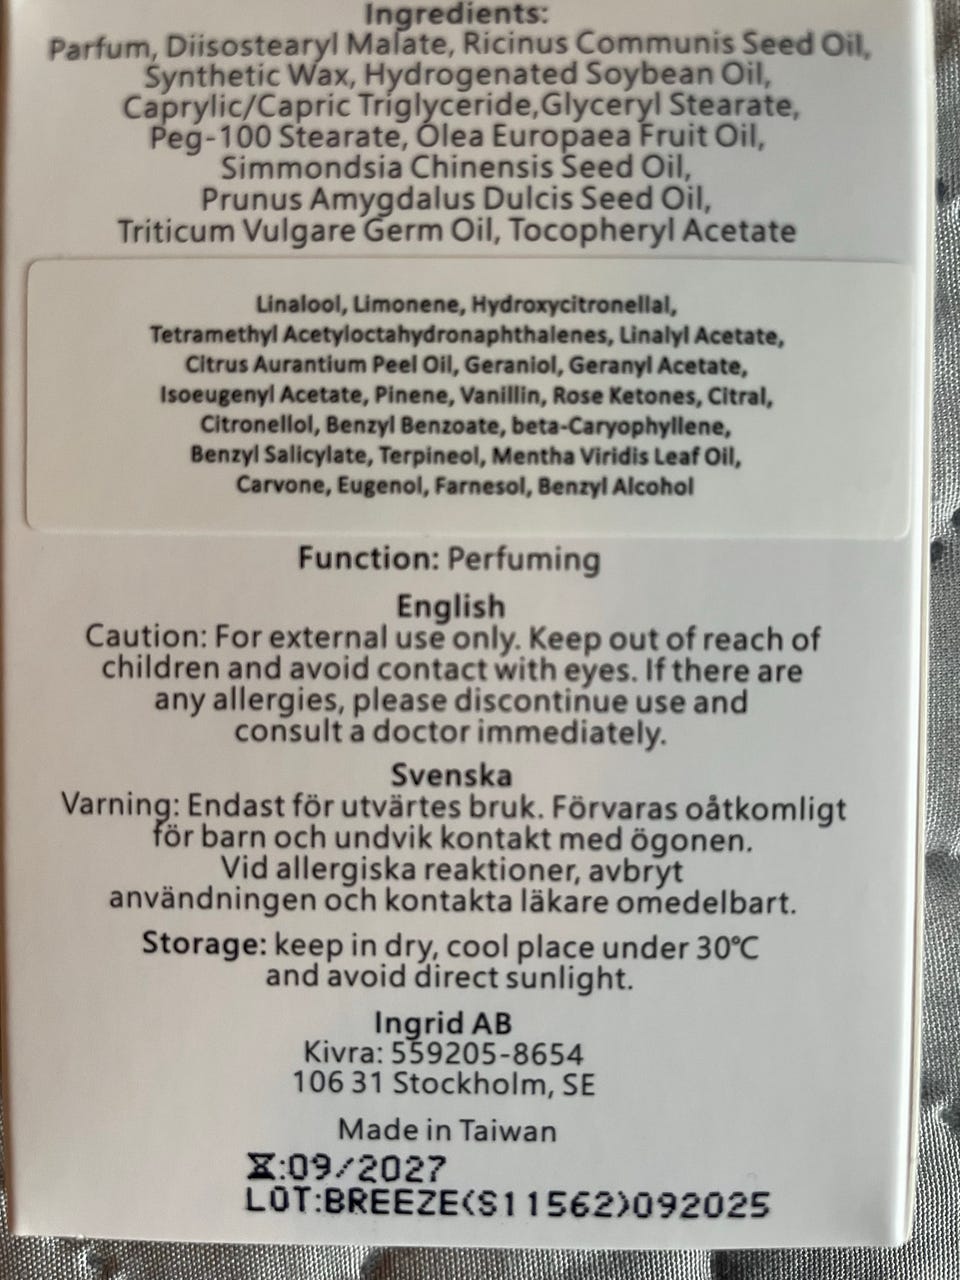 Ingredients:
Parfum, Diisostearyl Malate, Ricinus Communis Seed Oil,
Synthetic Wax, Hydrogenated Soybean Oil,
Caprylic/Capric Triglyceride,Glyceryl Stearate,
Peg-100 Stearate, Olea Europaea Fruit Oil,
Simmondsia Chinensis Seed Oil,
Prunus Amygdalus Dulcis Seed Oil,
Triticum Vulgare Germ Oil, Tocopheryl Acetate
Linalool, Limonene, Hydroxycitronellal,
Tetramethyl Acetyloctahydronaphthalenes, Linalyl Acetate,
Citrus Aurantium Peel Oil, Geraniol, Geranyl Acetate,
Isoeugenyl Acetate, Pinene, Vanillin, Rose Ketones, Citral,
Citronellol, Benzyl Benzoate, beta-Caryophyllene,
Benzyl Salicylate, Terpineol, Mentha Viridis Leaf Oil,
Carvone, Eugenol, Farnesol, Benzyl Alcohol
Function: Perfuming
English
Caution: For external use only. Keep out of reach of
children and avoid contact with eyes. If there are
any allergies, please discontinue use and
consult a doctor immediately.
Svenska
Varning: Endast för utvärtes bruk. Förvaras oåtkomligt
för barn och undvik kontakt med ögonen.
Vid allergiska reaktioner, avbryt
användningen och kontakta läkare omedelbart.
Storage: keep in dry, cool place under 30℃
and avoid direct sunlight.
Ingrid AB
Kivra: 559205-8654
106 31 Stockholm, SE
Made in Taiwan
⌛:09/2027
LOT:BREEZE(S11562)092025